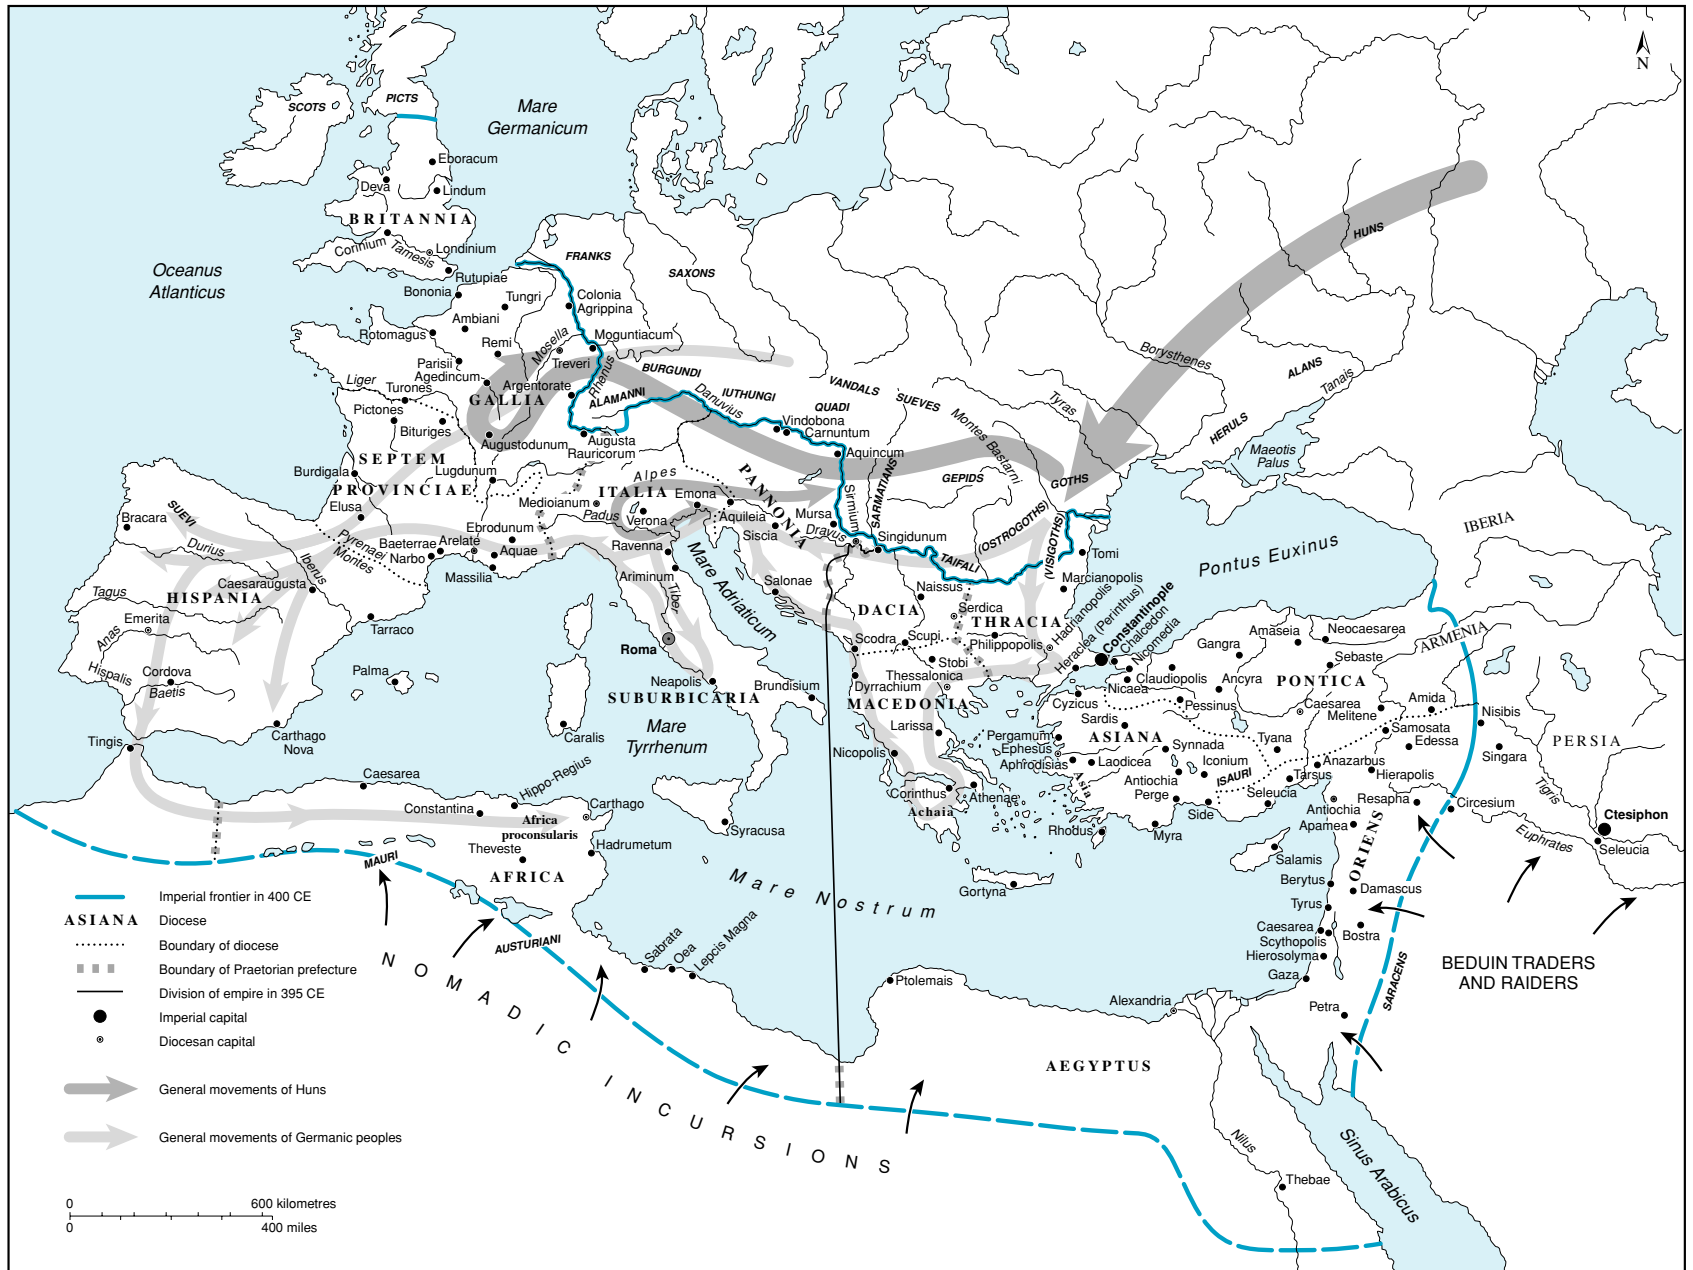 N
SCOTS
PICTS
Mare
Germanicum
Eboracum
Deva
Lindum
BRITANNIA
Corinium
Tamesis
Londinium
Rutupiae
Bononia
Oceanus
Atlanticus
FRANKS
SAXONS
HUNS
Tungri
Colonia
Agrippina
Ambiani
Rotomagus
Remi
Mosella
Moguntiacum
Treveri
Parisii
Agedincum
Argentorate
Rhenus
Liger
Turones
GALLIA
Pictones
Bituriges
Augustodunum
Augusta
Rauricorum
BURGUNDI
ALAMANNI
Danuvius
IUTHUNGI
VANDALS
QUADI
SUEVES
Vindobona
Carnuntum
Aquincum
Montes Bastarni
Tyras
Borysthenes
ALANS
Tanais
HERULS
Maeotis
Palus
SEPTEM
PROVINCIAE
Burdigala
Lugdunum
Elusa
Alpes
ITALIA
Medioianum
Padus
Verona
Emona
Aquileia
PANNONIA
Siscia
Mursa
Dravus
Sirmium
SARMATIANS
GEPIDS
GOTHS
(OSTROGOTHS)
(VISIGOTHS)
TAIFALI
Singidunum
Tomi
Marcianopolis
SUEVI
Bracara
Durius
Pyrenaei
Montes
Iberus
Ebrodunum
Baeterrae
Arelate
Narbo
Aquae
Massilia
Ravenna
Ariminum
Tiber
Mare Adriaticum
Salonae
Caesaraugusta
HISPANIA
Tagus
Emerita
Anas
Hispalis
Cordova
Baetis
Tarraco
Palma
Roma
Neapolis
SUBURBICARIA
Brundisium
Mare
Tyrrhenum
Caralis
Carthago
Nova
Tingis
Naissus
DACIA
Serdica
THRACIA
Scodra
Scupi
Philippopolis
Stobi
Thessalonica
Dyrrachium
MACEDONIA
Larissa
Nicopolis
Corinthus
Athenae
Achaia
Hadrianopolis
Heraclea (Perinthus)
Constantinople
Chalcedon
Nicomedia
Pontus Euxinus
IBERIA
ARMENIA
Gangra
Amaseia
Neocaesarea
Sebaste
Claudiopolis
Nicaea
Ancyra
PONTICA
Cyzicus
Pessinus
Caesarea
Melitene
Amida
Nisibis
Sardis
Pergamum
ASIANA
Ephesus
Aphrodisias
Laodicea
Synnada
Iconium
Tyana
Samosata
Edessa
Singara
PERSIA
Asia
Antiochia
Perge
ISAURI
Anazarbus
Tarsus
Hierapolis
Seleucia
Side
Myra
Rhodus
Antiochia
Apamea
Resapha
Circesium
Tigris
Ctesiphon
Seleucia
Euphrates
ORIENS
Salamis
Berytus
Damascus
Tyrus
Caesarea
Scythopolis
Hierosolyma
Bostra
Gaza
Petra
SARACENS
BEDUIN TRADERS
AND RAIDERS
Caesarea
Hippo-Regius
Constantina
Carthago
Africa
proconsularis
Theveste
Hadrumetum
AFRICA
MAURI
Syracusa
Mare Nostrum
Gortyna
AUSTURIANI
Sabrata
Oea
Lepcis Magna
Ptolemais
Alexandria
AEGYPTUS
Nilus
Thebae
Sinus Arabicus
NOMADIC INCURSIONS
Imperial frontier in 400 CE
ASIANA Diocese
Boundary of diocese
Boundary of Praetorian prefecture
Division of empire in 395 CE
Imperial capital
Diocesan capital
General movements of Huns
General movements of Germanic peoples
0 600 kilometres
0 400 miles